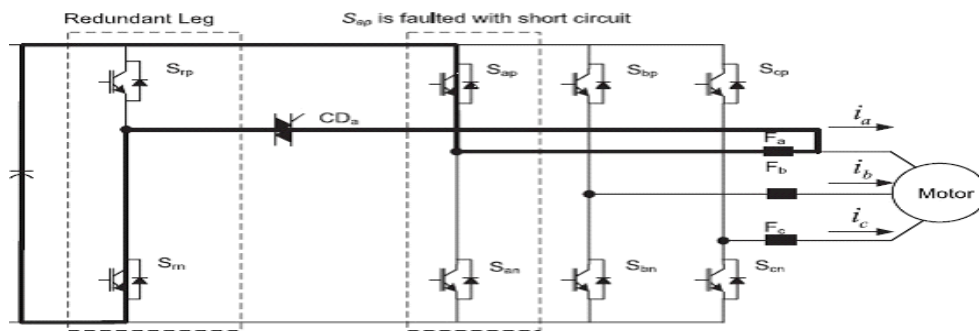 Redundant Leg
Sap is faulted with short circuit
Srp
Sap
Sbp
Scp
CDa
ia
Fa
Fb
ib
Motor
Fc
ic
Srn
San
Sbn
Scn